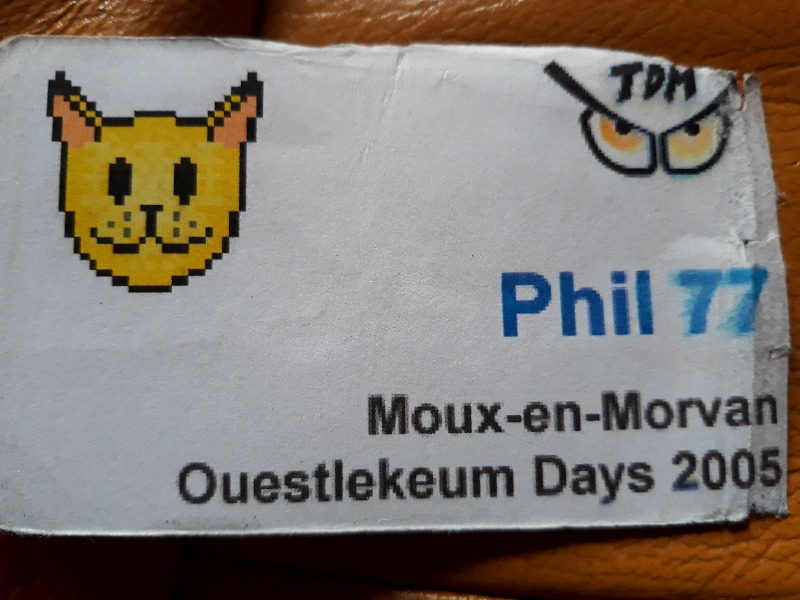 TDM
Phil 77
Moux-en-Morvan
Ouestlekeum Days 2005